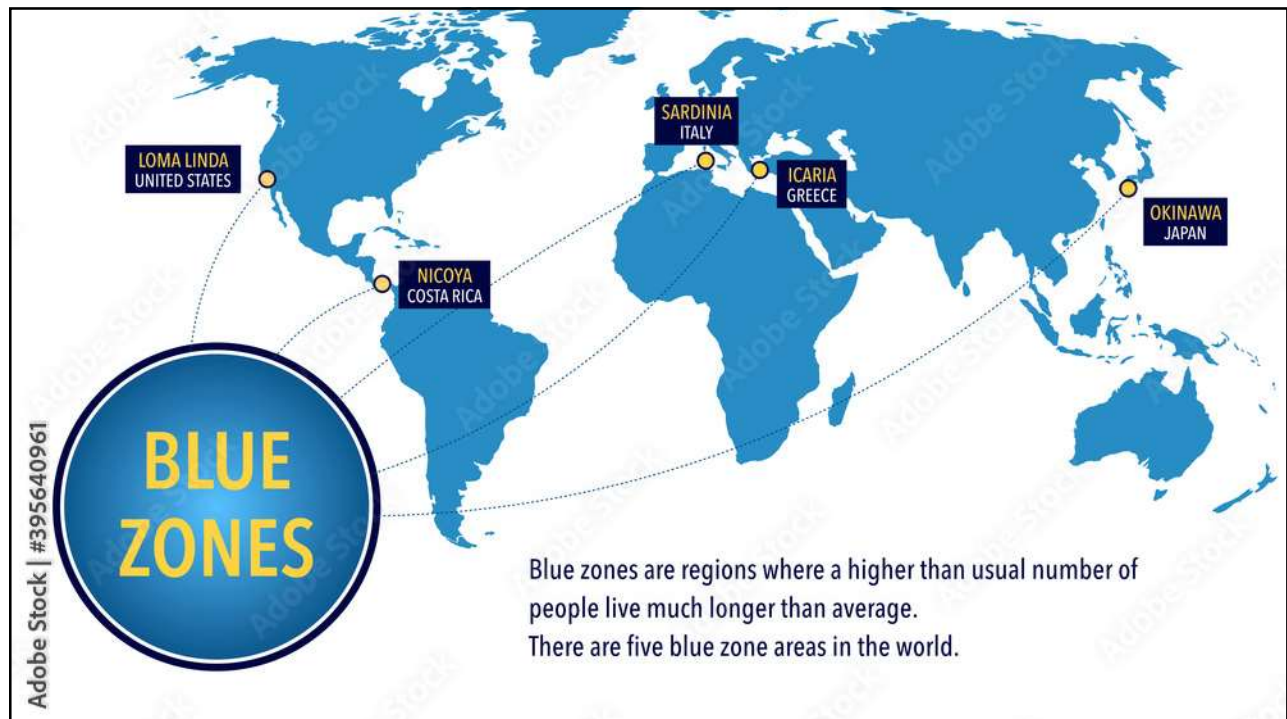 LOMA LINDA
UNITED STATES
SARDINIA
ITALY
ICARIA
GREECE
OKINAWA
JAPAN
NICOYA
COSTA RICA
BLUE
ZONES
Blue zones are regions where a higher than usual number of
people live much longer than average.
There are five blue zone areas in the world.
Adobe Stock | #395640961
Adobe Stock